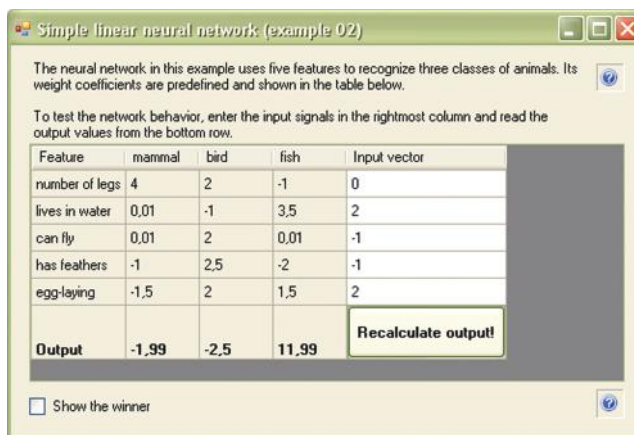 Simple linear neural network (example 02)
The neural network in this example uses five features to recognize three classes of animals. Its
weight coefficients are predefined and shown in the table below.
To test the network behavior, enter the input signals in the rightmost column and read the
output values from the bottom row.
Feature mammal bird fish Input vector
number of legs 4 2 -1 0
lives in water 0,01 -1 3,5 2
can fly 0,01 2 0,01 -1
has feathers -1 2,5 -2 -1
egg-laying -1,5 2 1,5 2
Recalculate output!
Output -1,99 -2,5 11,99
Show the winner